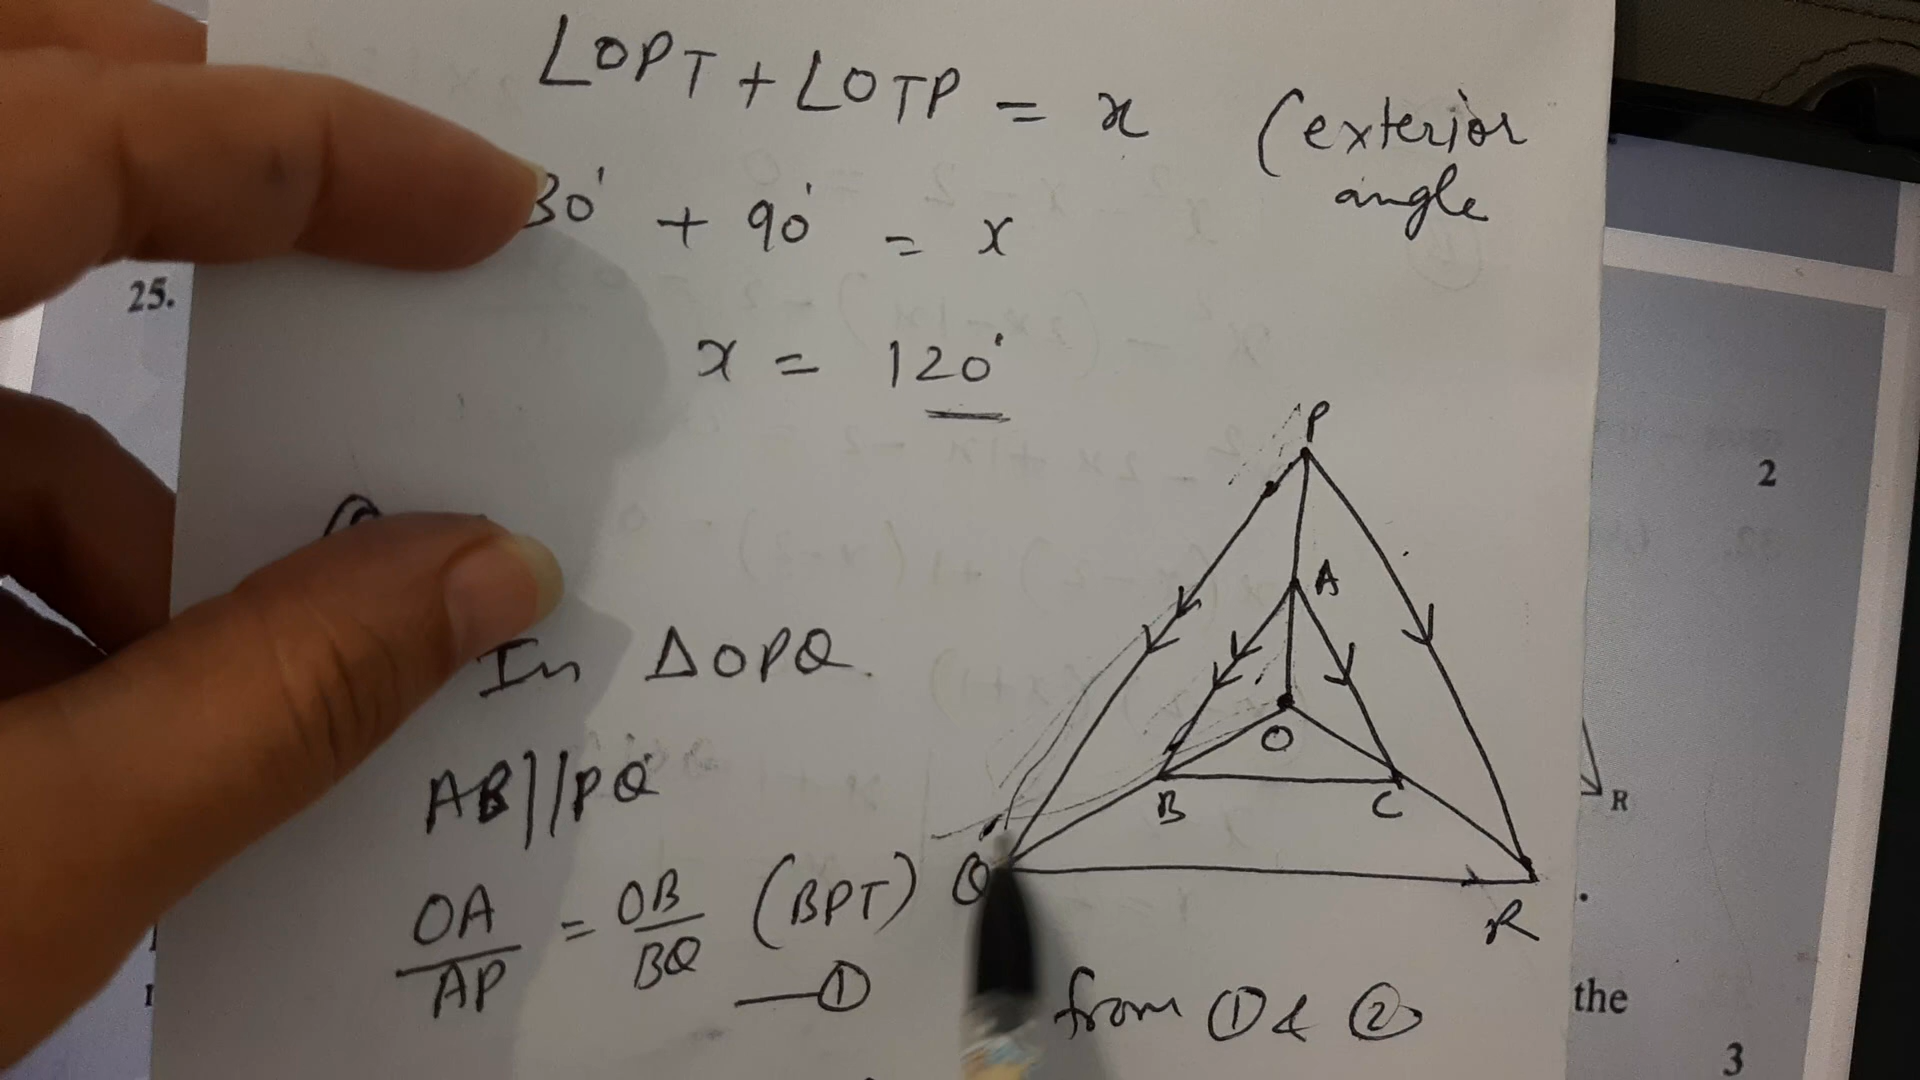 ∠OPT + ∠OTP = x (exterior
angle
30° + 90° = x
25.
x = 120°
P
2
A
In ΔOPQ.
O
AB||PQ
B C
R
OA/AP = OB/BQ (BPT) Q
R
—①
from ① & ②
the
3